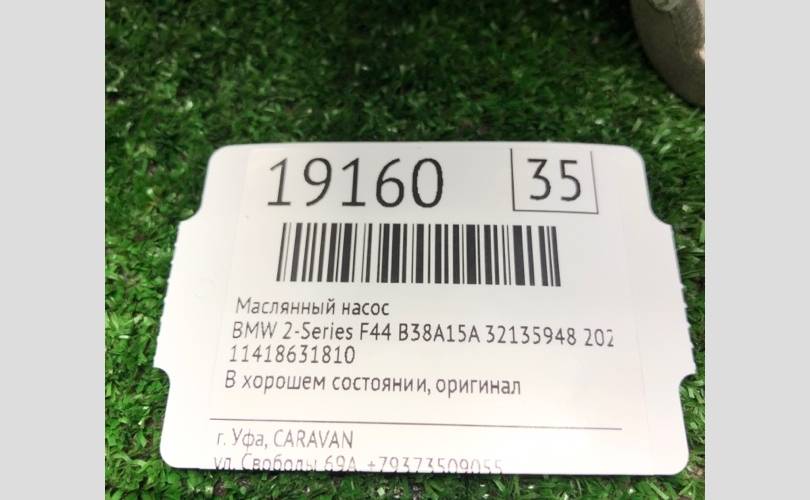 19160 35
Маслянный насос
BMW 2-Series F44 B38A15A 32135948 202
11418631810
В хорошем состоянии, оригинал
г. Уфа, CARAVAN
ул. Свободы 69А, +79373509055